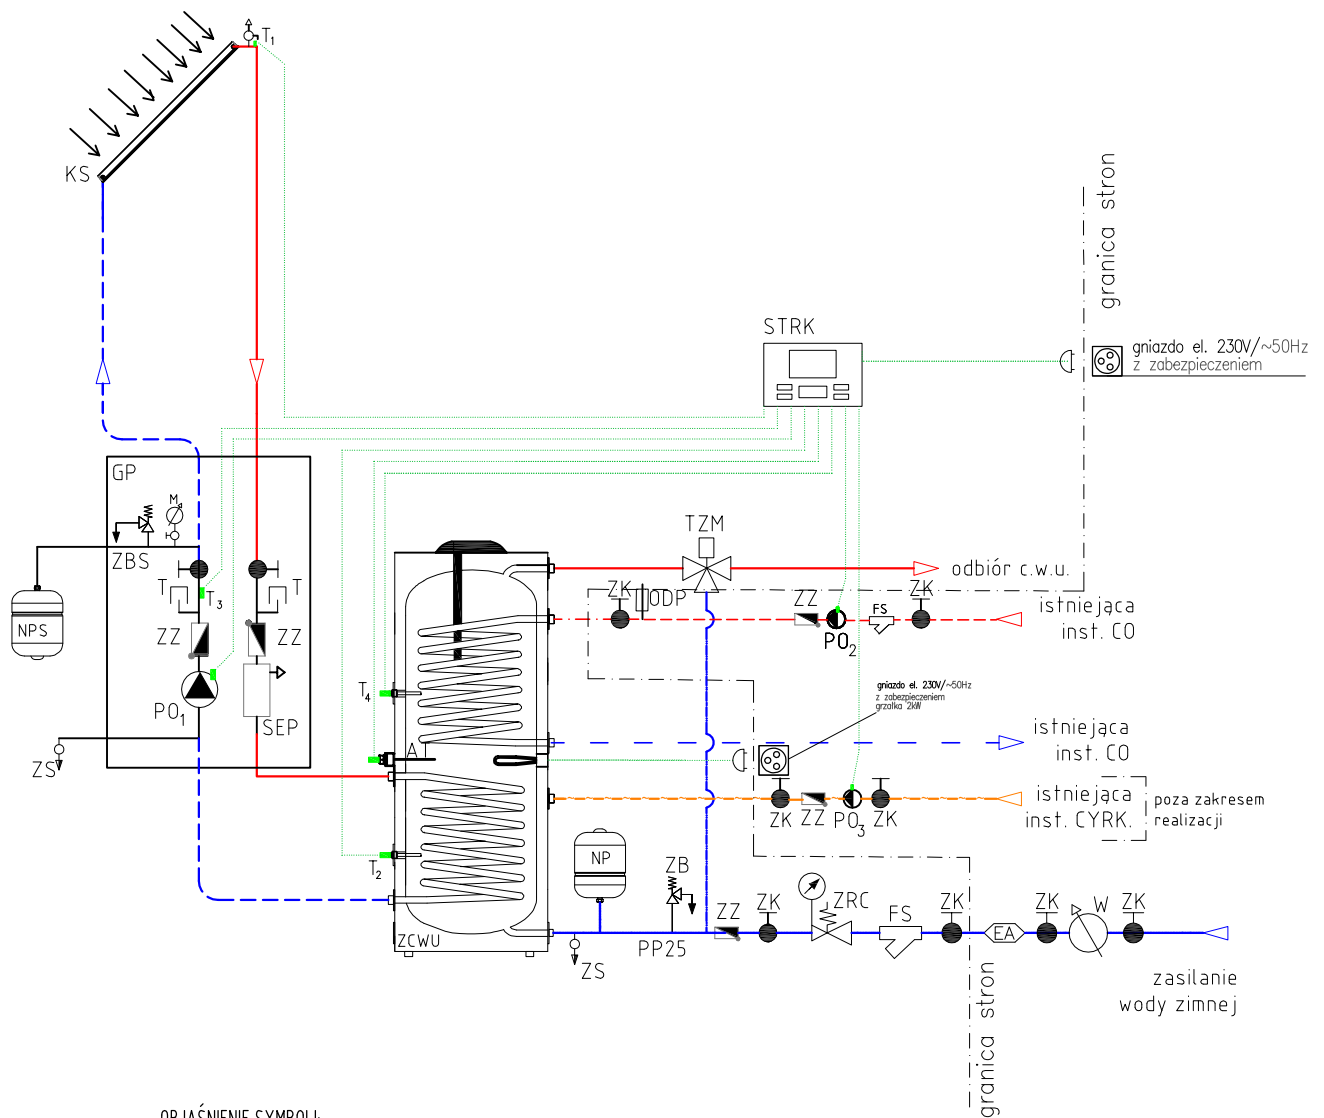 T1
KS
granica stron
STRK
gniazdo el. 230V/~50Hz
z zabezpieczeniem
GP
M
ZBS
TZM
odbiór c.w.u.
T
T3
T
NPS
ZZ
ZZ
ZK
ODP
ZZ
FS
ZK
istniejąca
inst. CO
PO2
PO1
SEP
T4
gniazdo el. 230V/~50Hz
z zabezpieczeniem
grzałka 2kW
ZS
A
istniejąca
inst. CO
istniejąca
inst. CYRK.
poza zakresem
realizacji
ZK
ZZ
PO3
ZK
T2
NP
ZB
ZCWU
PP25
ZS
ZZ
ZK
ZRC
FS
ZK
EA
ZK
W
ZK
zasilanie
wody zimnej
granica stron
OBJAŚNIENIE SYMBOLI: